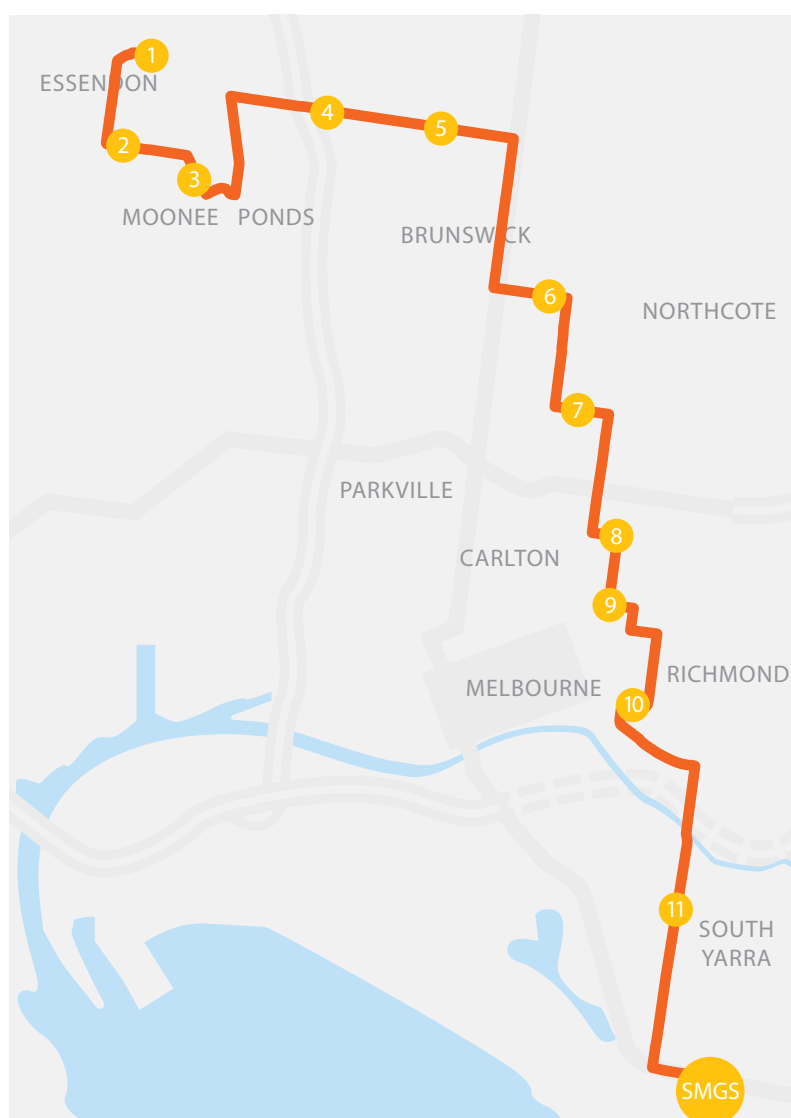 1
ESSENDON
4
5
2
3
MOONEE PONDS
BRUNSWICK
6
NORTHCOTE
7
PARKVILLE
8
CARLTON
9
RICHMOND
MELBOURNE
10
11
SOUTH
YARRA
SMGS